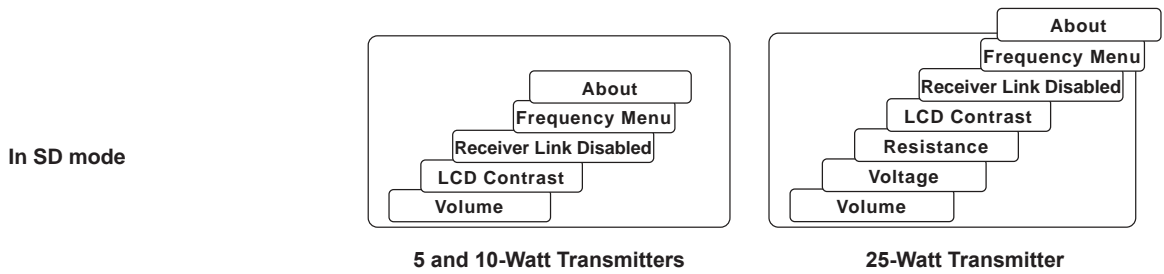 In SD mode
About
Frequency Menu
Receiver Link Disabled
LCD Contrast
Volume
5 and 10-Watt Transmitters
About
Frequency Menu
Receiver Link Disabled
LCD Contrast
Resistance
Voltage
Volume
25-Watt Transmitter